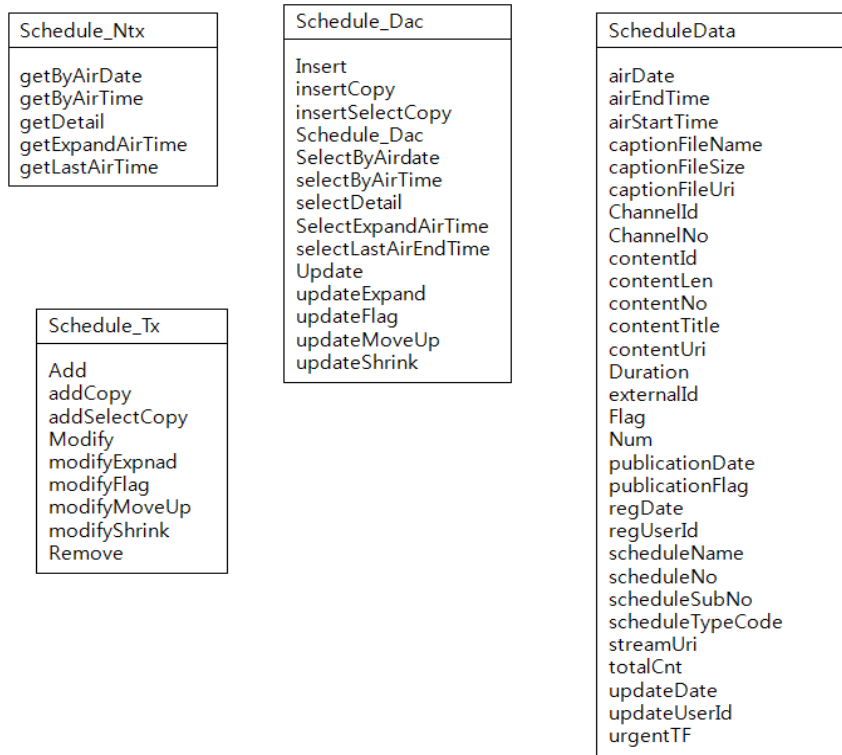 Schedule_Ntx
getByAirDate
getByAirTime
getDetail
getExpandAirTime
getLastAirTime
Schedule_Dac
Insert
insertCopy
insertSelectCopy
Schedule_Dac
SelectByAirdate
selectByAirTime
selectDetail
SelectExpandAirTime
selectLastAirEndTime
Update
updateExpand
updateFlag
updateMoveUp
updateShrink
ScheduleData
airDate
airEndTime
airStartTime
captionFileName
captionFileSize
captionFileUri
ChannelId
ChannelNo
contentId
contentLen
contentNo
contentTitle
contentUri
Duration
externalId
Flag
Num
publicationDate
publicationFlag
regDate
regUserId
scheduleName
scheduleNo
scheduleSubNo
scheduleTypeCode
streamUri
totalCnt
updateDate
updateUserId
urgentTF
Schedule_Tx
Add
addCopy
addSelectCopy
Modify
modifyExpnad
modifyFlag
modifyMoveUp
modifyShrink
Remove